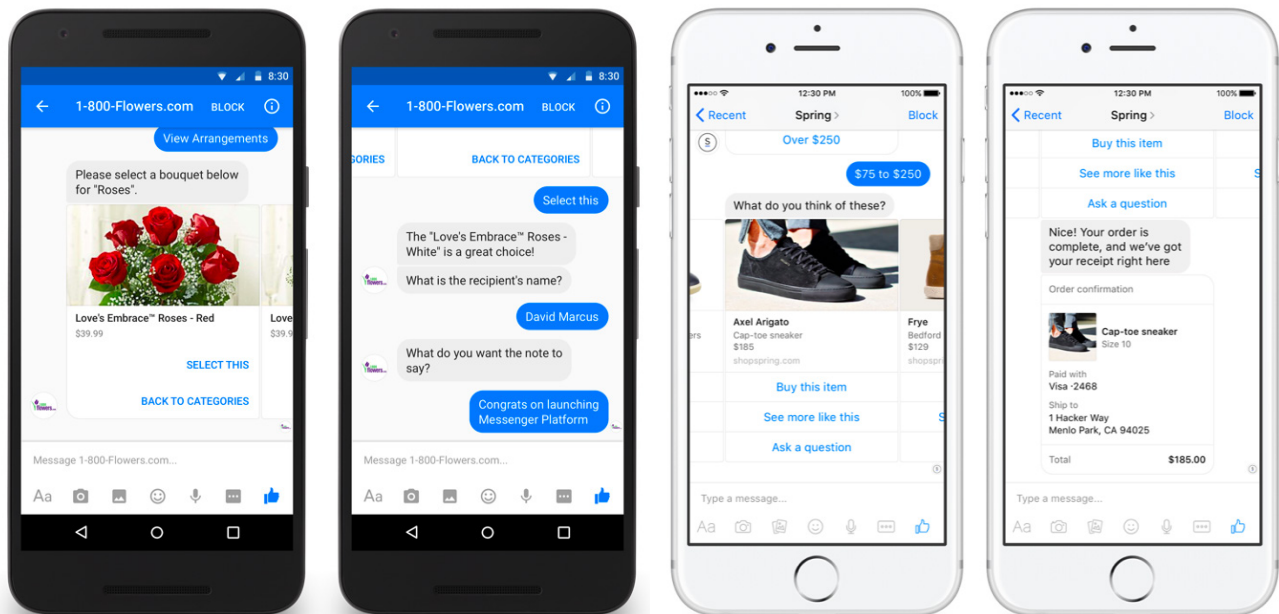 8:30
1-800-Flowers.com BLOCK
View Arrangements
Please select a bouquet below
for "Roses".
Love's Embrace™ Roses - Red
$39.99
Love
$39.9
SELECT THIS
BACK TO CATEGORIES
Message 1-800-Flowers.com...
Aa
8:30
1-800-Flowers.com BLOCK
GORIES
BACK TO CATEGORIES
Select this
The "Love's Embrace™ Roses -
White" is a great choice!
What is the recipient's name?
David Marcus
What do you want the note to
say?
Congrats on launching
Messenger Platform
Message 1-800-Flowers.com...
Aa
12:30 PM 100%
Recent Spring Block
S
Over $250
$75 to $250
What do you think of these?
ers
Axel Arigato
Cap-toe sneaker
$185
shopspring.com
Frye
Bedford
$129
shopspri
Buy this item
See more like this
S
Ask a question
Type a message...
Aa
12:30 PM 100%
Recent Spring Block
Buy this item
See more like this
S
Ask a question
Nice! Your order is
complete, and we've got
your receipt right here
Order confirmation
Cap-toe sneaker
Size 10
Paid with
Visa ·2468
Ship to
1 Hacker Way
Menlo Park, CA 94025
Total $185.00
Type a message...
Aa